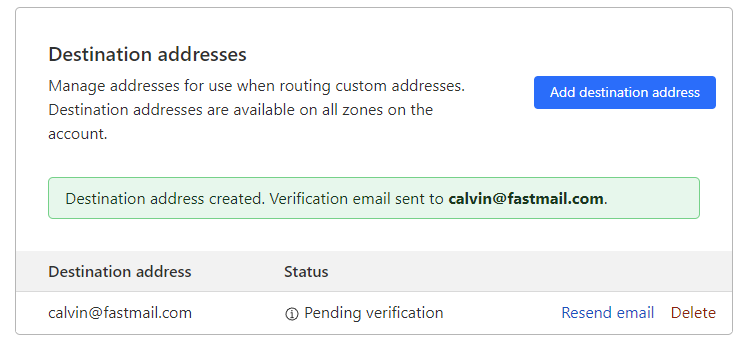 Destination addresses
Manage addresses for use when routing custom addresses.
Destination addresses are available on all zones on the
account.
Add destination address
Destination address created. Verification email sent to calvin@fastmail.com.
Destination address Status
calvin@fastmail.com Pending verification Resend email Delete